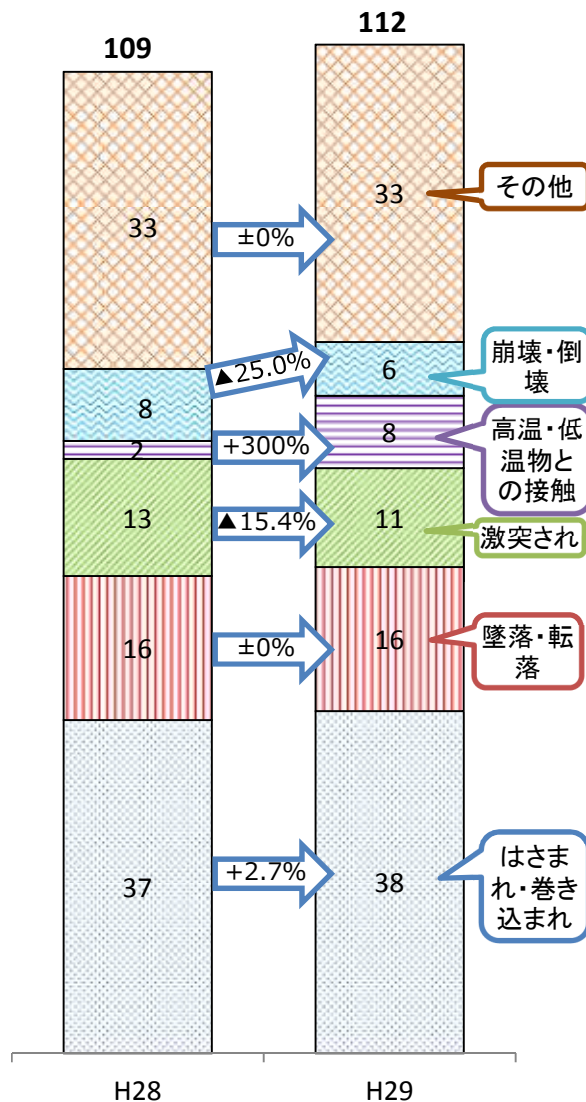 109
112
33
±0%
33
その他
8
▲25.0%
6
崩壊・倒
壊
2
+300%
8
高温・低
温物と
の接触
13
▲15.4%
11
激突され
16
±0%
16
墜落・転
落
37
+2.7%
38
はさま
れ・巻き
込まれ
H28
H29